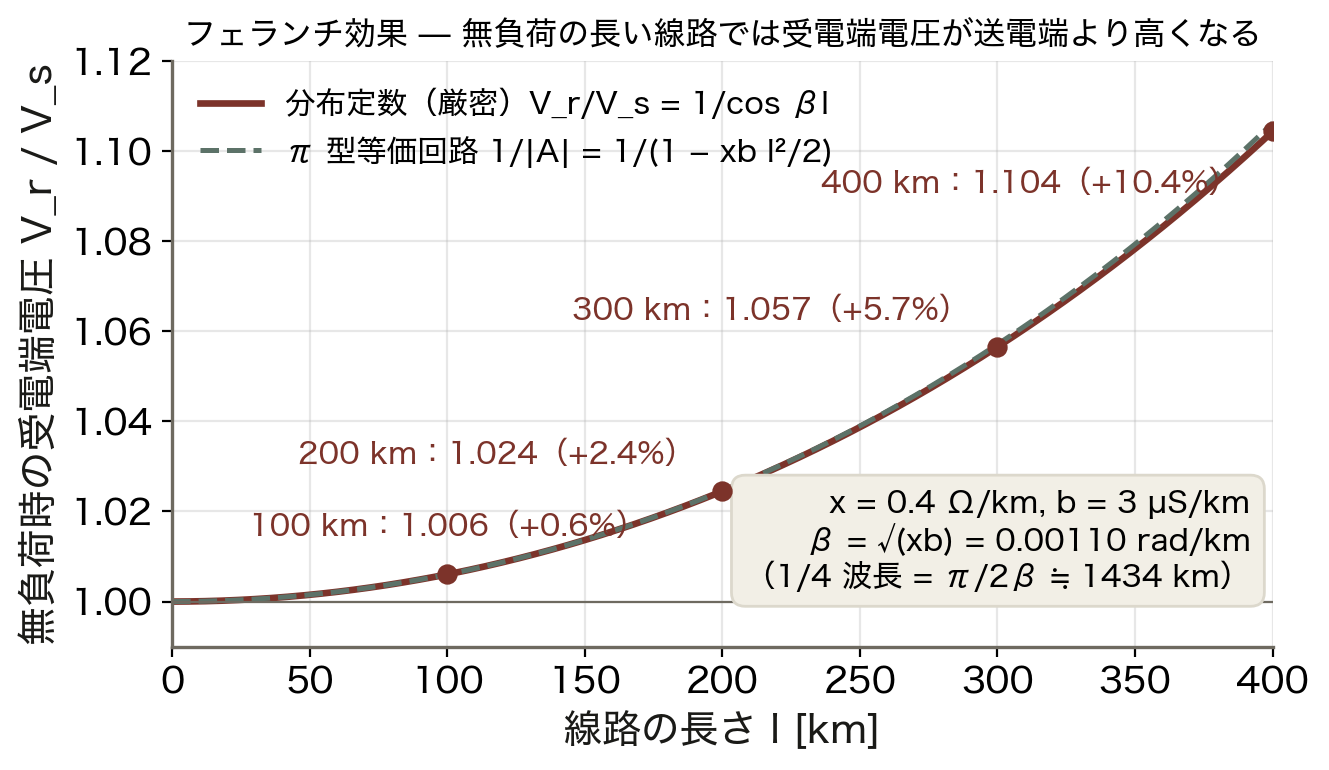 フェランチ効果 — 無負荷の長い線路では受電端電圧が送電端より高くなる
無負荷時の受電端電圧 V_r / V_s
1.12
1.10
1.08
1.06
1.04
1.02
1.00
分布定数（厳密）V_r/V_s = 1/cos βl
π 型等価回路 1/|A| = 1/(1 − xb l²/2)
400 km：1.104（+10.4%）
300 km：1.057（+5.7%）
200 km：1.024（+2.4%）
100 km：1.006（+0.6%）
x = 0.4 Ω/km, b = 3 µS/km
β = √(xb) = 0.00110 rad/km
（1/4 波長 = π/2β ≒ 1434 km）
0 50 100 150 200 250 300 350 400
線路の長さ l [km]